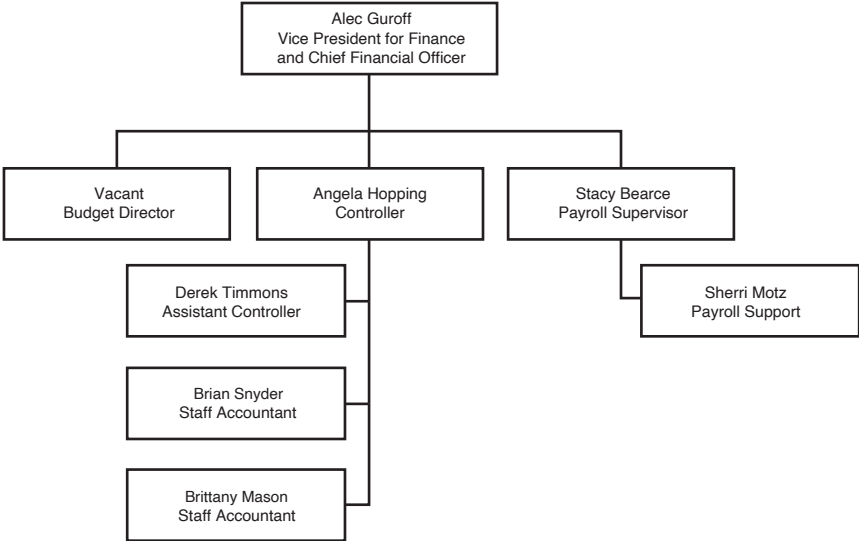 Alec Guroff
Vice President for Finance
and Chief Financial Officer
Vacant
Budget Director
Angela Hopping
Controller
Stacy Bearce
Payroll Supervisor
Derek Timmons
Assistant Controller
Sherri Motz
Payroll Support
Brian Snyder
Staff Accountant
Brittany Mason
Staff Accountant